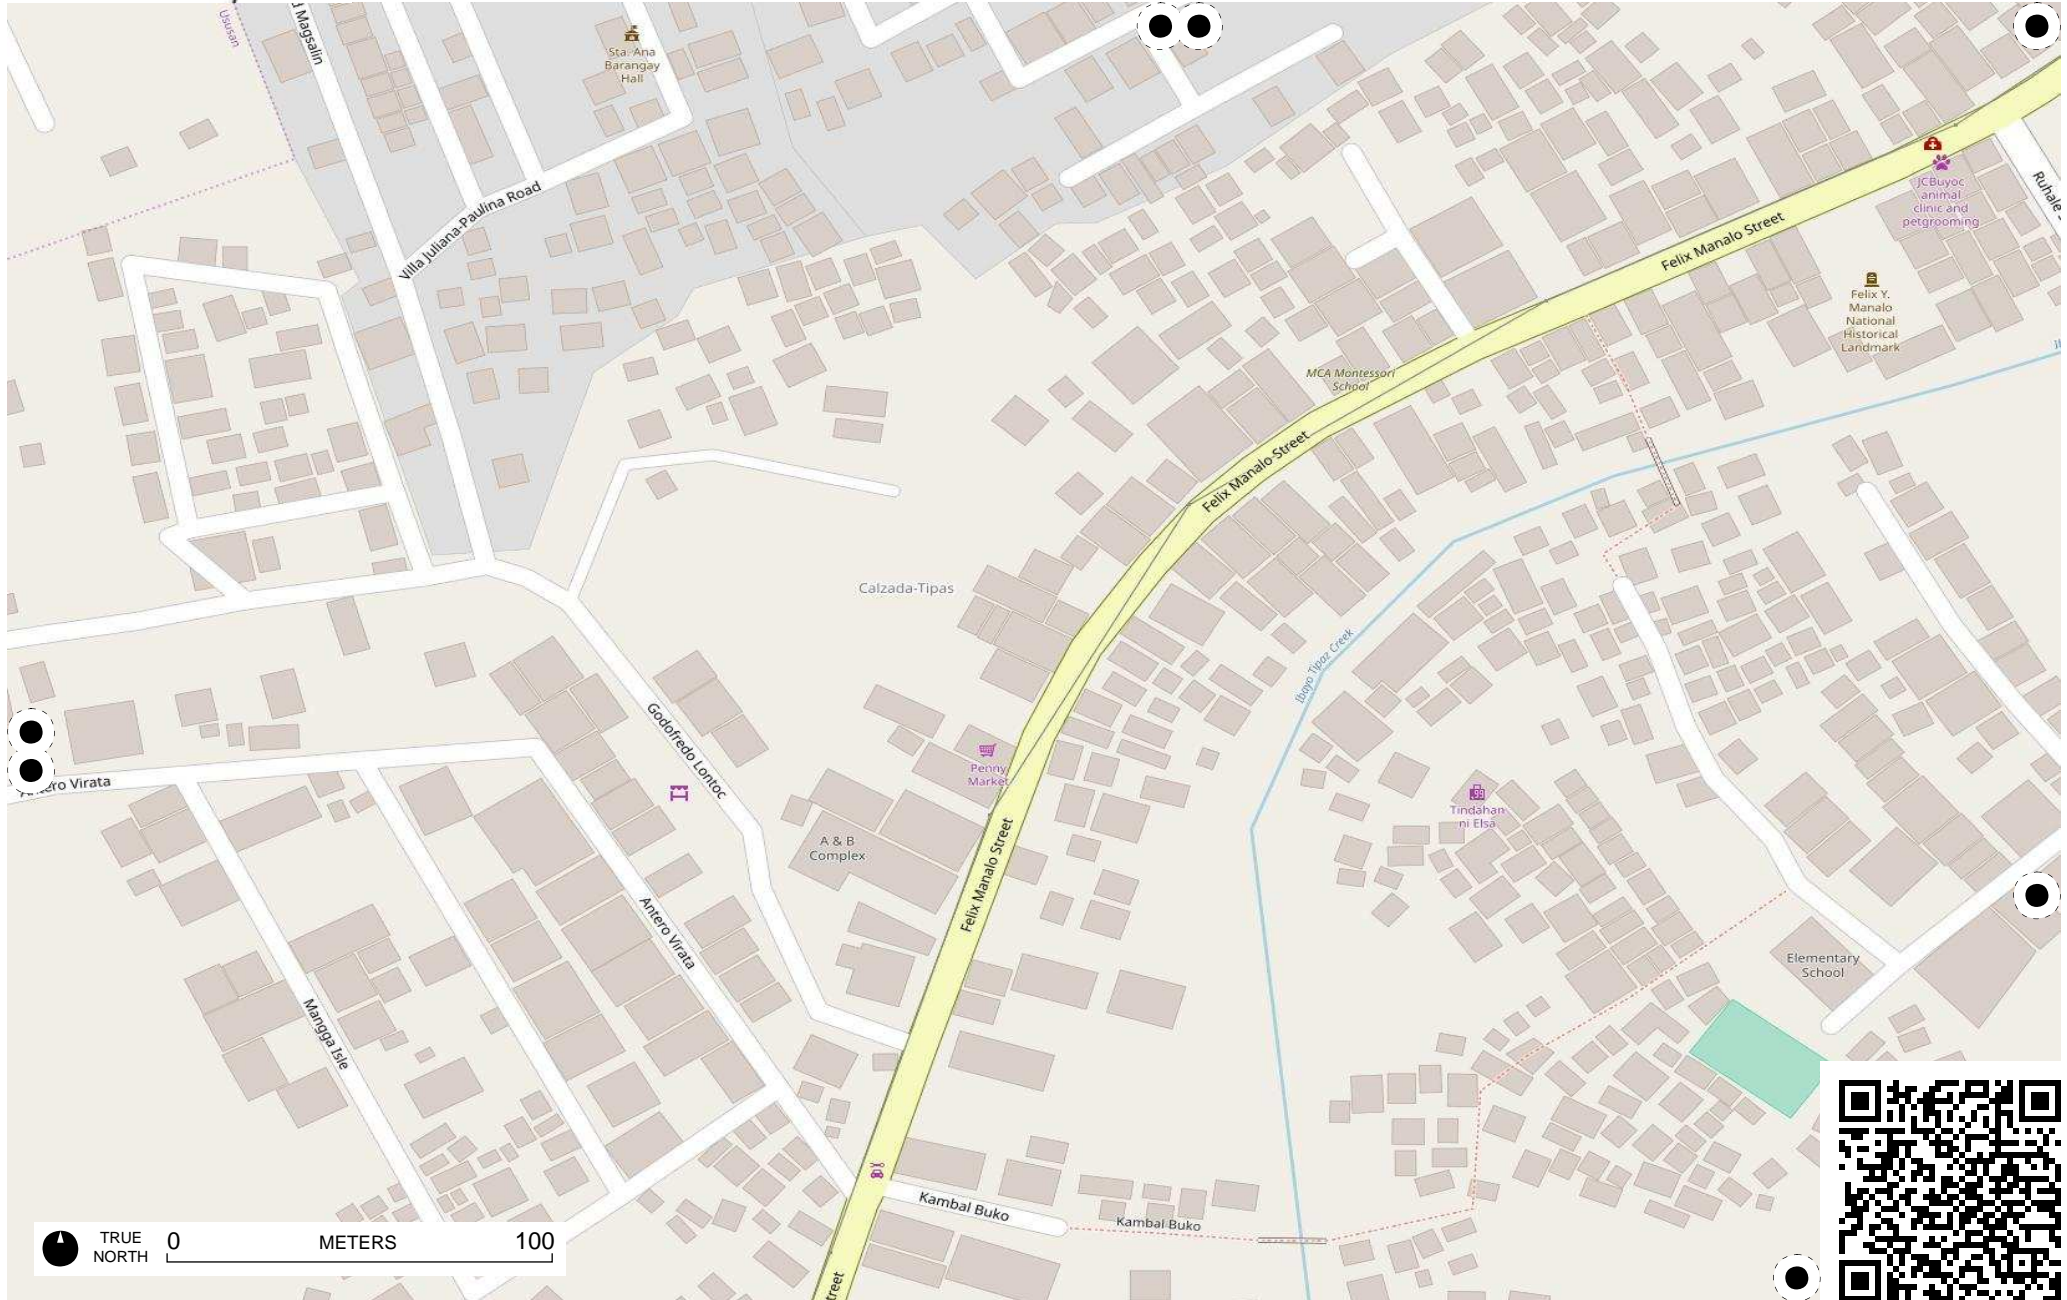 d Magsalin
Ususan
Sta. Ana
Barangay
Hall
Villa Juliana-Paulina Road
JCBuyoc
animal
clinic and
petgrooming
Ruhale
Felix Manalo Street
Felix Y.
Manalo
National
Historical
Landmark
MCA Montessori
School
Felix Manalo Street
Calzada-Tipas
Ibayo Tipaz Creek
Godofredo Lontoc
Penny
Market
Antero Virata
Tindahan
ni Elsa
A & B
Complex
Felix Manalo Street
Antero Virata
Elementary
School
Mangga Isle
Kambal Buko
Kambal Buko
TRUE
NORTH
0 METERS 100
treet